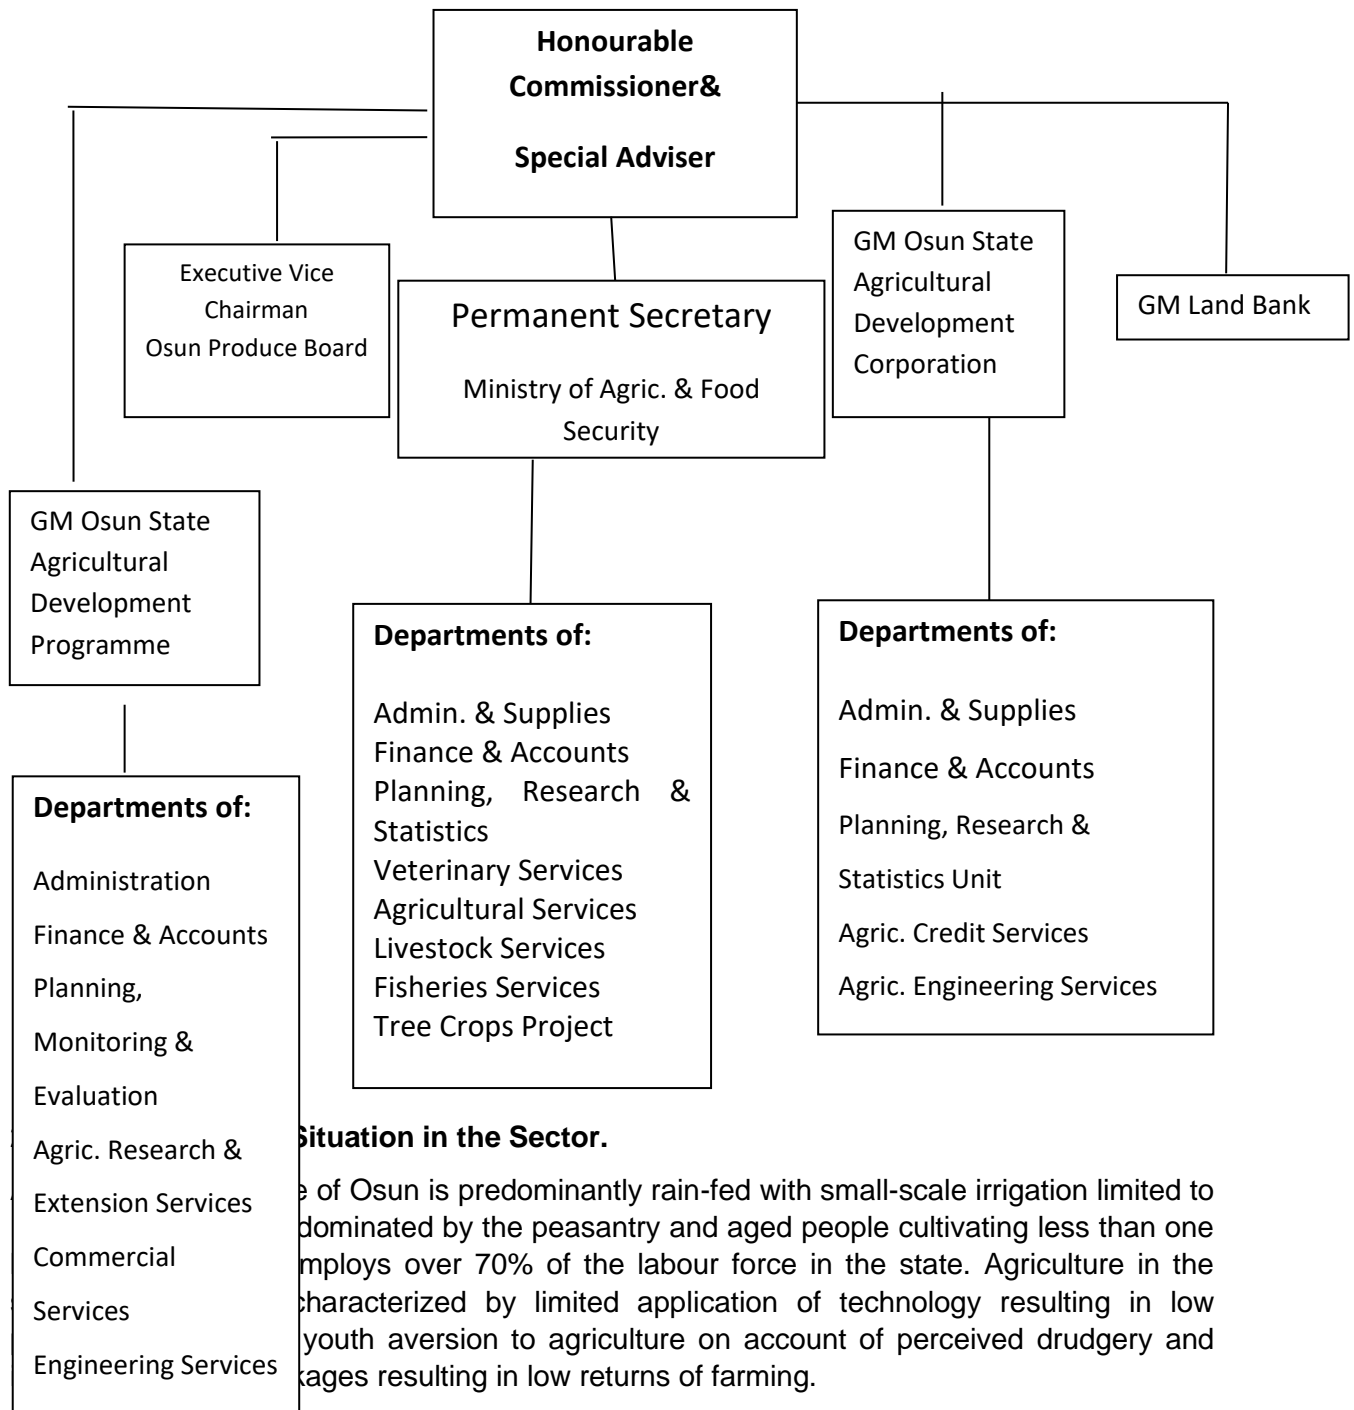 Honourable
Commissioner&
Special Adviser
Executive Vice
Chairman
Osun Produce Board
Permanent Secretary
Ministry of Agric. & Food
Security
GM Osun State
Agricultural
Development
Corporation
GM Land Bank
GM Osun State
Agricultural
Development
Programme
Departments of:
Administration
Finance & Accounts
Planning,
Monitoring &
Evaluation
Agric. Research &
Extension Services
Commercial
Services
Engineering Services
Departments of:
Admin. & Supplies
Finance & Accounts
Planning, Research &
Statistics
Veterinary Services
Agricultural Services
Livestock Services
Fisheries Services
Tree Crops Project
Departments of:
Admin. & Supplies
Finance & Accounts
Planning, Research &
Statistics Unit
Agric. Credit Services
Agric. Engineering Services
Situation in the Sector.
of Osun is predominantly rain-fed with small-scale irrigation limited to
dominated by the peasantry and aged people cultivating less than one
employs over 70% of the labour force in the state. Agriculture in the
characterized by limited application of technology resulting in low
youth aversion to agriculture on account of perceived drudgery and
resulting in low returns of farming.